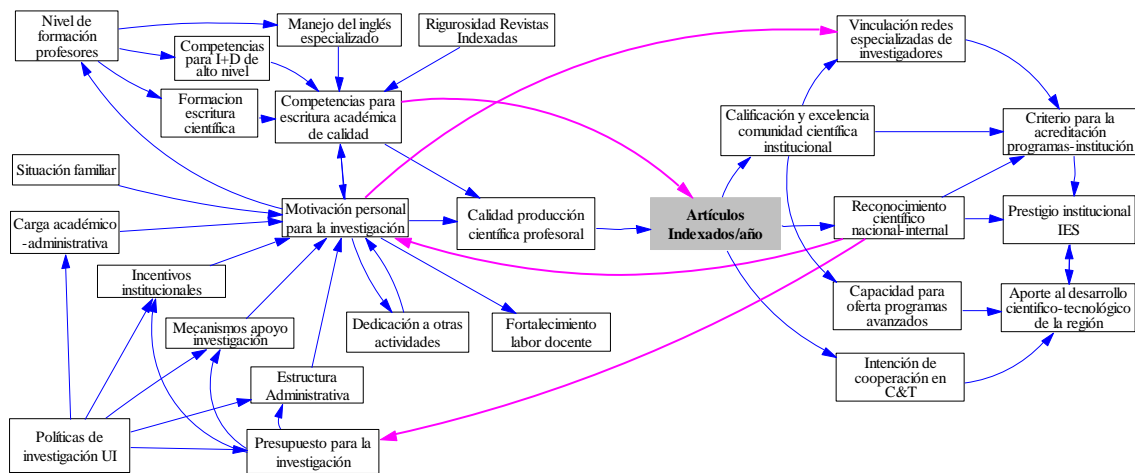 Nivel de
formación
profesores
Manejo del inglés
especializado
Rigurosidad Revistas
Indexadas
Competencias
para I+D de
alto nivel
Formacion
escritura
científica
Competencias para
escritura académica
de calidad
Situación familiar
Carga académico
-administrativa
Motivación personal
para la investigación
Calidad producción
científica profesoral
Incentivos
institucionales
Mecanismos apoyo
investigación
Dedicación a otras
actividades
Fortalecimiento
labor docente
Estructura
Administrativa
Políticas de
investigación UI
Presupuesto para la
investigación
Artículos
Indexados/año
Vinculación redes
especializadas de
investigadores
Calificación y excelencia
comunidad científica
institucional
Criterio para la
acreditación
programas-institución
Reconocimiento
científico
nacional-internal
Prestigio institucional
IES
Capacidad para
oferta programas
avanzados
Aporte al desarrollo
científico-tecnológico
de la región
Intención de
cooperación en
C&T